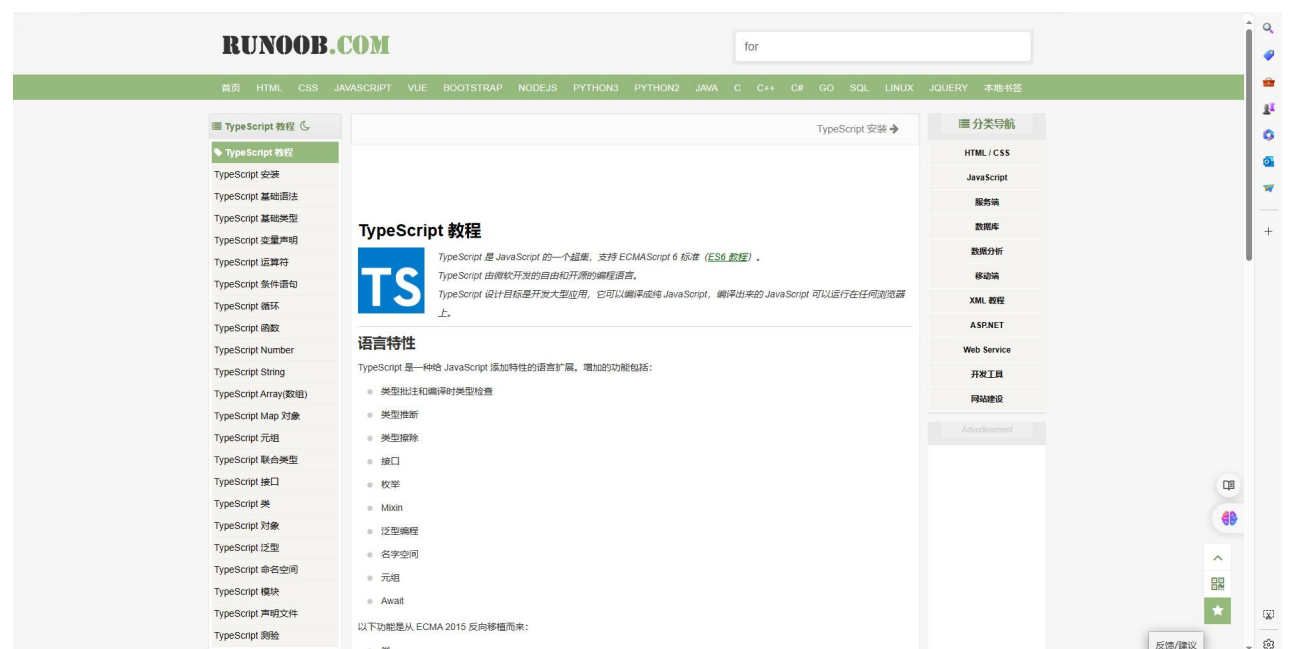 RUNOOB.COM
for
首页 HTML CSS JAVASCRIPT VUE BOOTSTRAP NODEJS PYTHON3 PYTHON2 JAVA C C++ C# GO SQL LINUX JQUERY 本地书签
TypeScript 教程
TypeScript 教程
TypeScript 安装
TypeScript 基础语法
TypeScript 基础类型
TypeScript 变量声明
TypeScript 运算符
TypeScript 条件语句
TypeScript 循环
TypeScript 函数
TypeScript Number
TypeScript String
TypeScript Array(数组)
TypeScript Map 对象
TypeScript 元组
TypeScript 联合类型
TypeScript 接口
TypeScript 类
TypeScript 对象
TypeScript 泛型
TypeScript 命名空间
TypeScript 模块
TypeScript 声明文件
TypeScript 测验
TypeScript 安装 ➔
TypeScript 教程
TS
TypeScript 是 JavaScript 的一个超集，支持 ECMAScript 6 标准（ES6 教程）。
TypeScript 由微软开发的自由和开源的编程语言。
TypeScript 设计目标是开发大型应用，它可以编译成纯 JavaScript，编译出来的 JavaScript 可以运行在任何浏览器
上。
语言特性
TypeScript 是一种给 JavaScript 添加特性的语言扩展。增加的功能包括：
类型批注和编译时类型检查
类型推断
类型擦除
接口
枚举
Mixin
泛型编程
名字空间
元组
Await
以下功能是从 ECMA 2015 反向移植而来：
分类导航
HTML / CSS
JavaScript
服务端
数据库
数据分析
移动端
XML 教程
ASP.NET
Web Service
开发工具
网站建设
Advertisement
反馈/建议